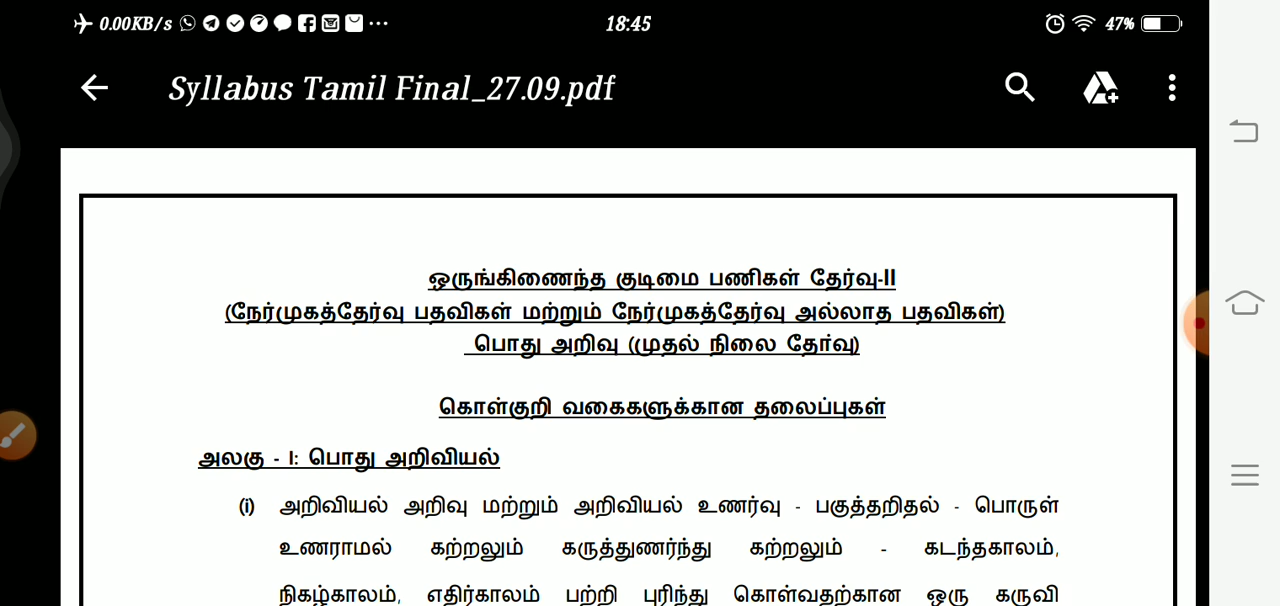 0.00KB/s 18:45 47%
Syllabus Tamil Final_27.09.pdf
ஒருங்கிணைந்த குடிமை பணிகள் தேர்வு-II
(நேர்முகத்தேர்வு பதவிகள் மற்றும் நேர்முகத்தேர்வு அல்லாத பதவிகள்)
பொது அறிவு (முதல் நிலை தேர்வு)
கொள்குறி வகைகளுக்கான தலைப்புகள்
அலகு - I: பொது அறிவியல்
(i) அறிவியல் அறிவு மற்றும் அறிவியல் உணர்வு - பகுத்தறிதல் - பொருள்
உணராமல் கற்றலும் கருத்துணர்ந்து கற்றலும் - கடந்தகாலம்,
நிகழ்காலம், எதிர்காலம் பற்றி புரிந்து கொள்வதற்கான ஒரு கருவி